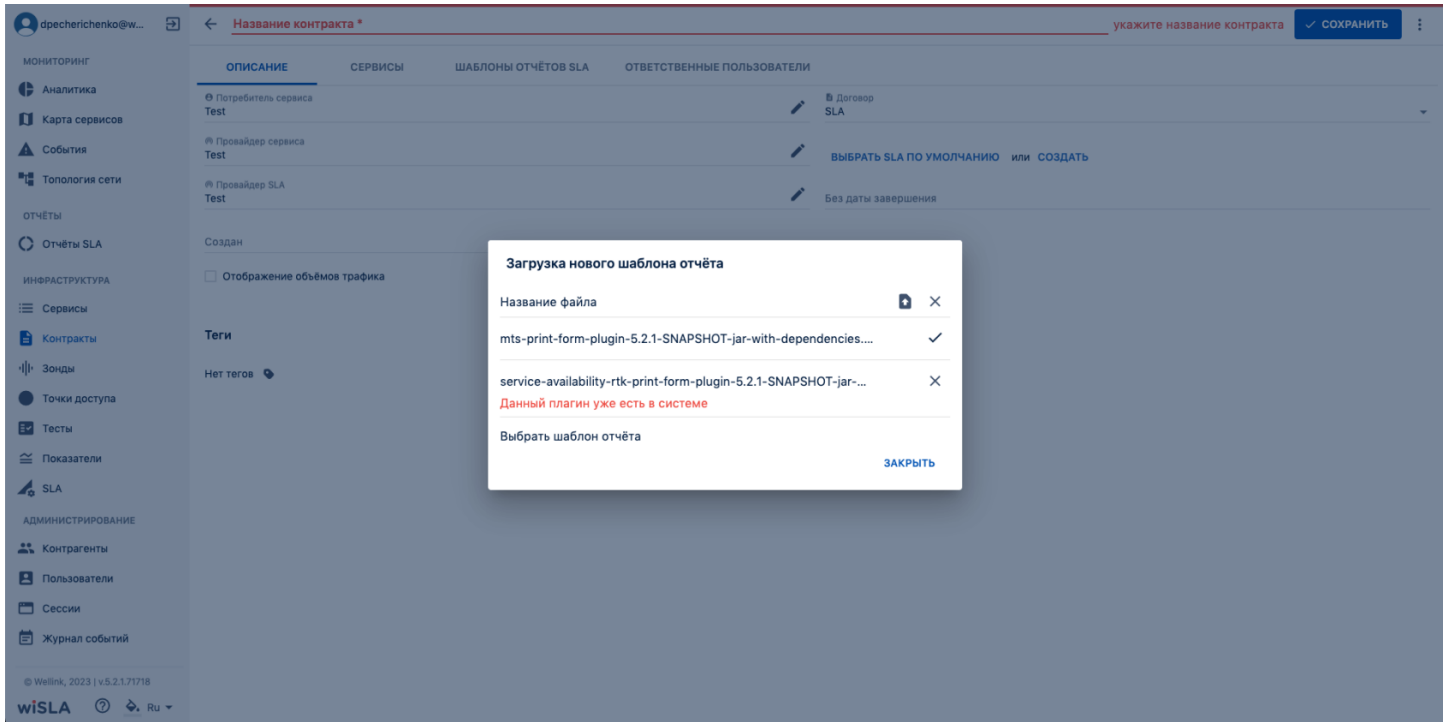 dpecherichenko@w...
Название контракта *
укажите название контракта
СОХРАНИТЬ
МОНИТОРИНГ
Аналитика
Карта сервисов
События
Топология сети
ОТЧЁТЫ
Отчёты SLA
ИНФРАСТРУКТУРА
Сервисы
Контракты
Зонды
Точки доступа
Тесты
Показатели
SLA
АДМИНИСТРИРОВАНИЕ
Контрагенты
Пользователи
Сессии
Журнал событий
© Wellink, 2023 | v.5.2.1.71718
wiSLA
Ru
ОПИСАНИЕ
СЕРВИСЫ
ШАБЛОНЫ ОТЧЁТОВ SLA
ОТВЕТСТВЕННЫЕ ПОЛЬЗОВАТЕЛИ
Потребитель сервиса
Test
Провайдер сервиса
Test
Провайдер SLA
Test
Создан
Отображение объёмов трафика
Теги
Нет тегов
Договор
SLA
ВЫБРАТЬ SLA ПО УМОЛЧАНИЮ или СОЗДАТЬ
Без даты завершения
Загрузка нового шаблона отчёта
Название файла
mts-print-form-plugin-5.2.1-SNAPSHOT-jar-with-dependencies....
service-availability-rtk-print-form-plugin-5.2.1-SNAPSHOT-jar-...
Данный плагин уже есть в системе
Выбрать шаблон отчёта
ЗАКРЫТЬ